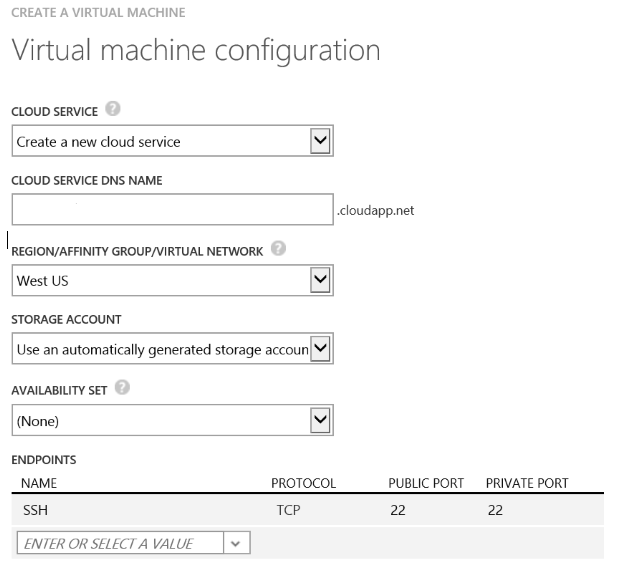 CREATE A VIRTUAL MACHINE
Virtual machine configuration
CLOUD SERVICE ?
Create a new cloud service
CLOUD SERVICE DNS NAME
.cloudapp.net
REGION/AFFINITY GROUP/VIRTUAL NETWORK ?
West US
STORAGE ACCOUNT
Use an automatically generated storage accoun
AVAILABILITY SET ?
(None)
ENDPOINTS
NAME PROTOCOL PUBLIC PORT PRIVATE PORT
SSH TCP 22 22
ENTER OR SELECT A VALUE